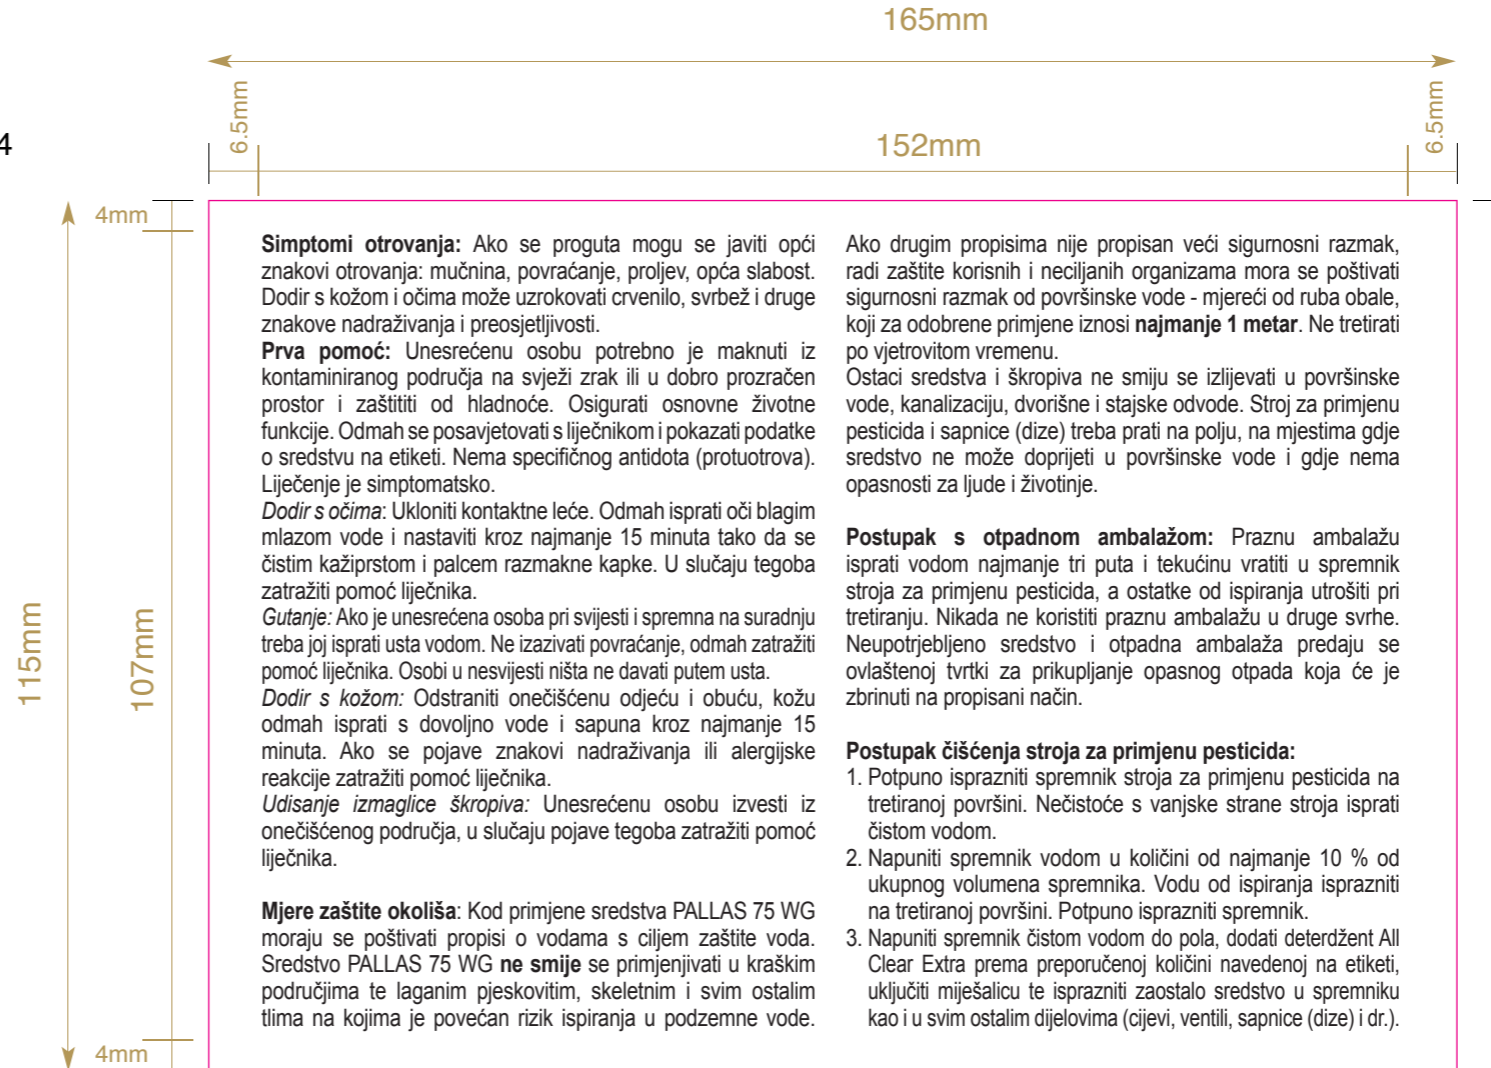 165mm
6.5mm
152mm
6.5mm
4
4mm
115mm
107mm
4mm
Simptomi otrovanja: Ako se proguta mogu se javiti opći
znakovi otrovanja: mučnina, povraćanje, proljev, opća slabost.
Dodir s kožom i očima može uzrokovati crvenilo, svrbež i druge
znakove nadraživanja i preosjetljivosti.
Prva pomoć: Unesrećenu osobu potrebno je maknuti iz
kontaminiranog područja na svježi zrak ili u dobro prozračen
prostor i zaštititi od hladnoće. Osigurati osnovne životne
funkcije. Odmah se posavjetovati s liječnikom i pokazati podatke
o sredstvu na etiketi. Nema specifičnog antidota (protuotrova).
Liječenje je simptomatsko.
Dodir s očima: Ukloniti kontaktne leće. Odmah isprati oči blagim
mlazom vode i nastaviti kroz najmanje 15 minuta tako da se
čistim kažiprstom i palcem razmakne kapke. U slučaju tegoba
zatražiti pomoć liječnika.
Gutanje: Ako je unesrećena osoba pri svijesti i spremna na suradnju
treba joj isprati usta vodom. Ne izazivati povraćanje, odmah zatražiti
pomoć liječnika. Osobi u nesvijesti ništa ne davati putem usta.
Dodir s kožom: Odstraniti onečišćenu odjeću i obuću, kožu
odmah isprati s dovoljno vode i sapuna kroz najmanje 15
minuta. Ako se pojave znakovi nadraživanja ili alergijske
reakcije zatražiti pomoć liječnika.
Udisanje izmaglice škropiva: Unesrećenu osobu izvesti iz
onečišćenog područja, u slučaju pojave tegoba zatražiti pomoć
liječnika.
Mjere zaštite okoliša: Kod primjene sredstva PALLAS 75 WG
moraju se poštivati propisi o vodama s ciljem zaštite voda.
Sredstvo PALLAS 75 WG ne smije se primjenjivati u kraškim
područjima te laganim pjeskovitim, skeletnim i svim ostalim
tlima na kojima je povećan rizik ispiranja u podzemne vode.
Ako drugim propisima nije propisan veći sigurnosni razmak,
radi zaštite korisnih i neciljanih organizama mora se poštivati
sigurnosni razmak od površinske vode - mjereći od ruba obale,
koji za odobrene primjene iznosi najmanje 1 metar. Ne tretirati
po vjetrovitom vremenu.
Ostaci sredstva i škropiva ne smiju se izlijevati u površinske
vode, kanalizaciju, dvorišne i stajske odvode. Stroj za primjenu
pesticida i sapnice (dize) treba prati na polju, na mjestima gdje
sredstvo ne može doprijeti u površinske vode i gdje nema
opasnosti za ljude i životinje.
Postupak s otpadnom ambalažom: Praznu ambalažu
isprati vodom najmanje tri puta i tekućinu vratiti u spremnik
stroja za primjenu pesticida, a ostatke od ispiranja utrošiti pri
tretiranju. Nikada ne koristiti praznu ambalažu u druge svrhe.
Neupotrjebljeno sredstvo i otpadna ambalaža predaju se
ovlaštenoj tvrtki za prikupljanje opasnog otpada koja će je
zbrinuti na propisani način.
Postupak čišćenja stroja za primjenu pesticida:
1. Potpuno isprazniti spremnik stroja za primjenu pesticida na
tretiranoj površini. Nečistoće s vanjske strane stroja isprati
čistom vodom.
2. Napuniti spremnik vodom u količini od najmanje 10 % od
ukupnog volumena spremnika. Vodu od ispiranja isprazniti
na tretiranoj površini. Potpuno isprazniti spremnik.
3. Napuniti spremnik čistom vodom do pola, dodati deterdžent All
Clear Extra prema preporučenoj količini navedenoj na etiketi,
uključiti miješalicu te isprazniti zaostalo sredstvo u spremniku
kao i u svim ostalim dijelovima (cijevi, ventili, sapnice (dize) i dr.).